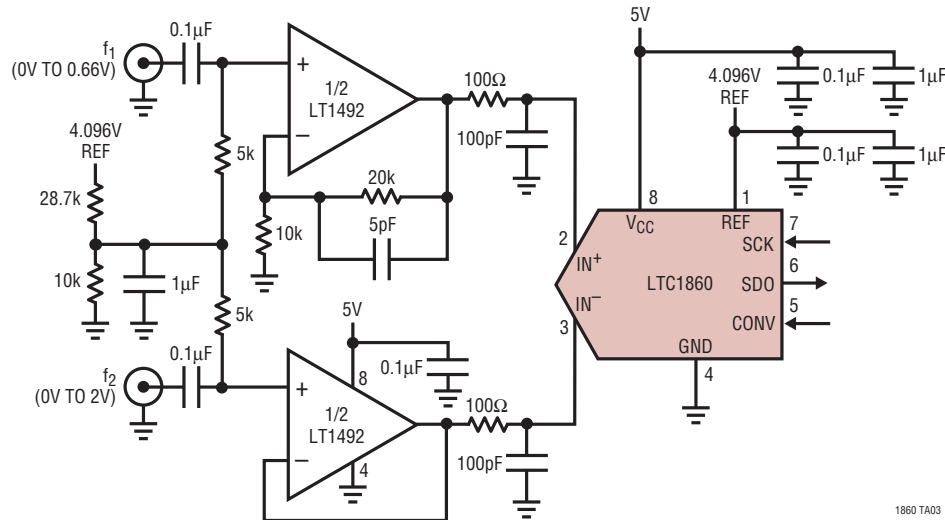 5V
0.1µF
f1
(0V TO 0.66V)
+
1/2
LT1492
–
100Ω
100pF
4.096V
REF
0.1µF
1µF
0.1µF
1µF
4.096V
REF
28.7k
5k
20k
5pF
10k
10k
1µF
5k
8
1
VCC
REF
7
SCK
2
IN+
LTC1860
6
SDO
IN–
3
5
CONV
GND
4
5V
0.1µF
8
0.1µF
f2
(0V TO 2V)
+
1/2
LT1492
–
4
100Ω
100pF
1860 TA03